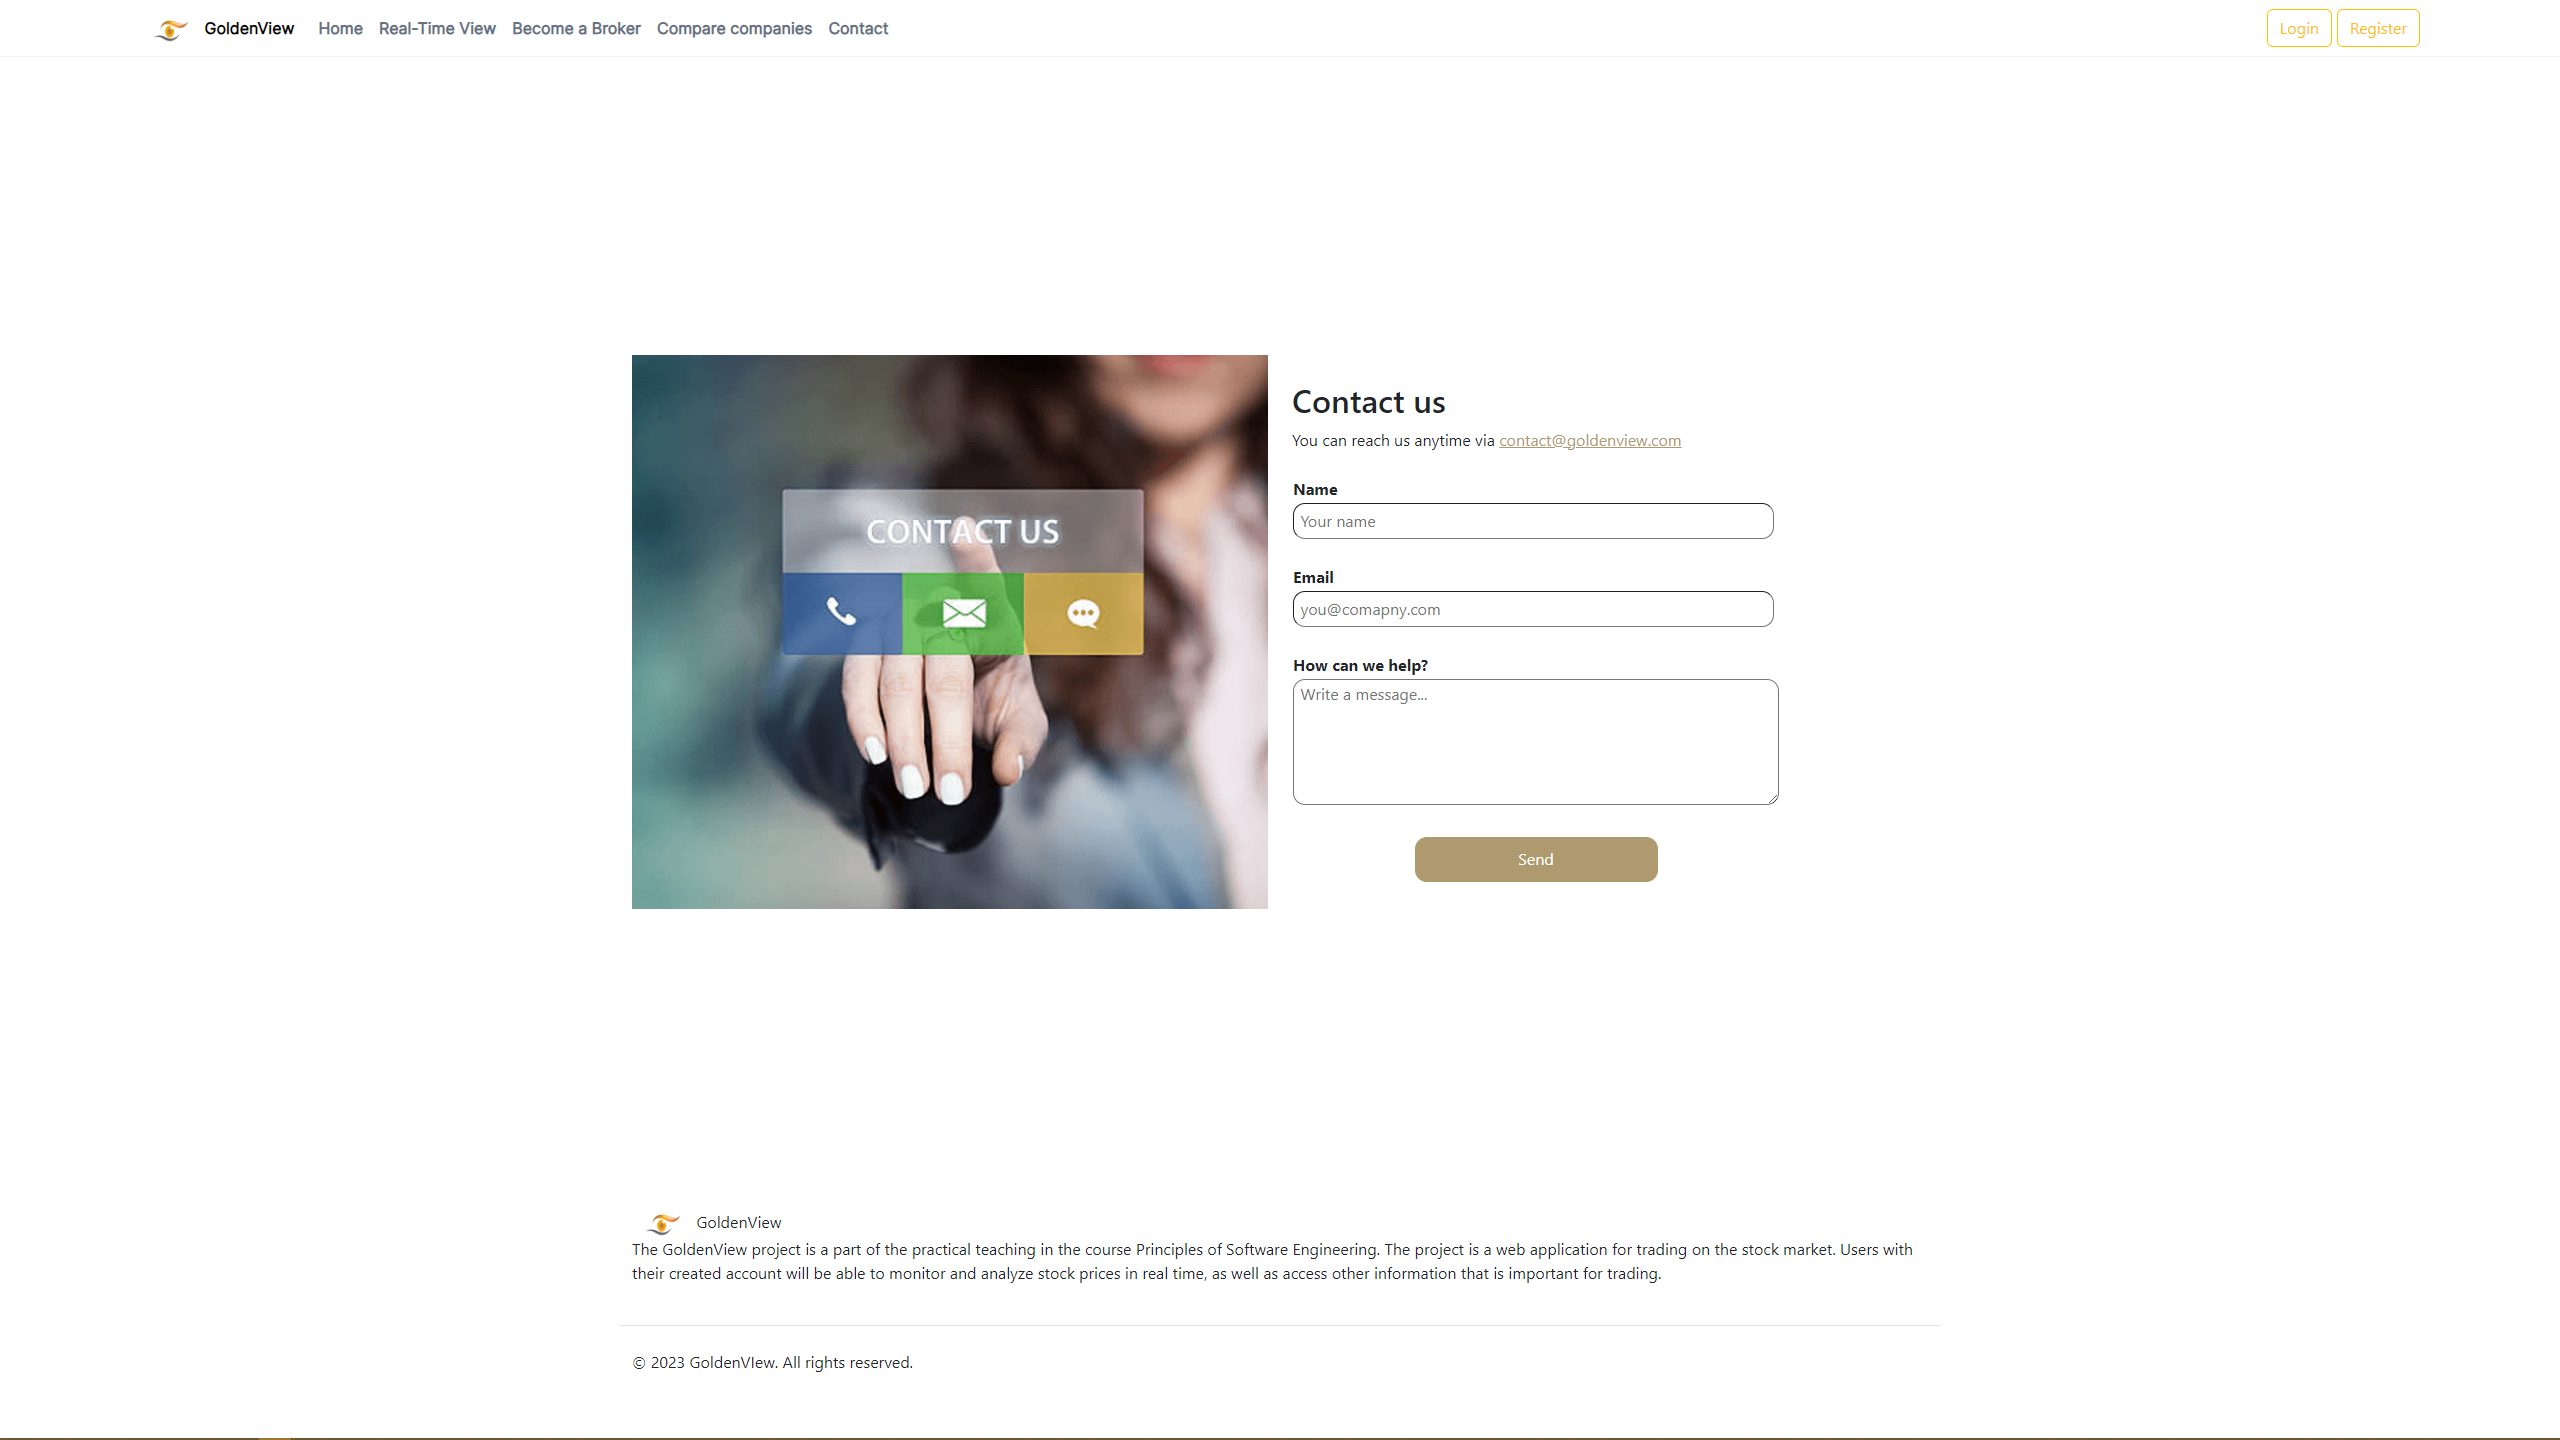 GoldenView
Home
Real-Time View
Become a Broker
Compare companies
Contact
Login
Register
CONTACT US
Contact us
You can reach us anytime via contact@goldenview.com
Name
Your name
Email
you@comapny.com
How can we help?
Write a message...
Send
GoldenView
The GoldenView project is a part of the practical teaching in the course Principles of Software Engineering. The project is a web application for trading on the stock market. Users with
their created account will be able to monitor and analyze stock prices in real time, as well as access other information that is important for trading.
© 2023 GoldenVIew. All rights reserved.